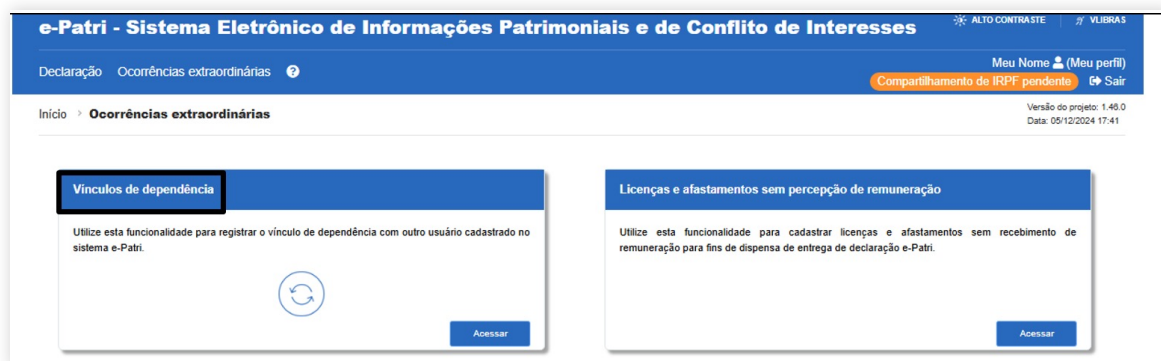 e-Patri - Sistema Eletrônico de Informações Patrimoniais e de Conflito de Interesses
ALTO CONTRASTE
VLIBRAS
Declaração Ocorrências extraordinárias ?
Meu Nome (Meu perfil)
Compartilhamento de IRPF pendente Sair
Início > Ocorrências extraordinárias
Versão do projeto: 1.46.0
Data: 05/12/2024 17:41
Vínculos de dependência
Utilize esta funcionalidade para registrar o vínculo de dependência com outro usuário cadastrado no
sistema e-Patri.
Acessar
Licenças e afastamentos sem percepção de remuneração
Utilize esta funcionalidade para cadastrar licenças e afastamentos sem recebimento de
remuneração para fins de dispensa de entrega de declaração e-Patri.
Acessar